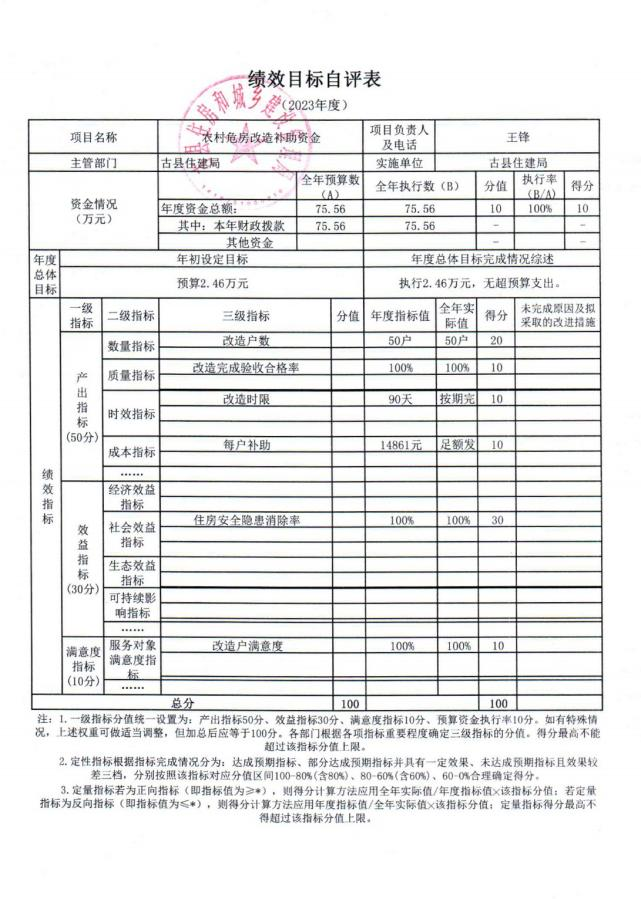 绩效目标自评表
（2023年度）
项目名称 农村危房改造补助资金 项目负责人及电话 王锋
主管部门 古县住建局 实施单位 古县住建局
资金情况（万元） 全年预算数（A） 全年执行数（B） 分值 执行率（B/A） 得分
年度资金总额： 75.56 75.56 10 100% 10
其中：本年财政拨款 75.56 75.56 － －
其他资金 － －
年度总体目标 年初设定目标 年度总体目标完成情况综述
预算2.46万元 执行2.46万元，无超预算支出。
绩效指标 一级指标 二级指标 三级指标 分值 年度指标值 全年实际值 得分 未完成原因及拟采取的改进措施
产出指标（50分） 数量指标 改造户数 50户 50户 20
质量指标 改造完成验收合格率 100% 100% 10
时效指标 改造时限 90天 按期完 10
成本指标 每户补助 14861元 足额发 10
……
效益指标（30分） 经济效益指标
社会效益指标 住房安全隐患消除率 100% 100% 30
生态效益指标
可持续影响指标
……
满意度指标（10分） 服务对象满意度指标 改造户满意度 100% 100% 10
……
总分 100 100
注：1.一级指标分值统一设置为：产出指标50分、效益指标30分、满意度指标10分、预算资金执行率10分。如有特殊情
况，上述权重可做适当调整，但加总后应等于100分。各部门根据各项指标重要程度确定三级指标的分值。得分最高不能
超过该指标分值上限。
2.定性指标根据指标完成情况分为：达成预期指标、部分达成预期指标并具有一定效果、未达成预期指标且效果较
差三档，分别按照该指标对应分值区间100-80%(含80%)、80-60%(含60%)、60-0%合理确定得分。
3.定量指标若为正向指标（即指标值为≥*），则得分计算方法应用全年实际值/年度指标值×该指标分值；若定量
指标为反向指标（即指标值为≤*），则得分计算方法应用年度指标值/全年实际值×该指标分值；定量指标得分最高不
得超过该指标分值上限。